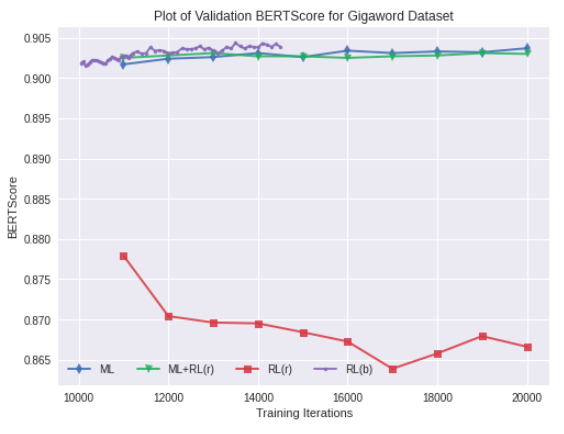 Plot of Validation BERTScore for Gigaword Dataset
BERTScore
0.905
0.900
0.895
0.890
0.885
0.880
0.875
0.870
0.865
ML ML+RL(r) RL(r) RL(b)
10000 12000 14000 16000 18000 20000
Training Iterations